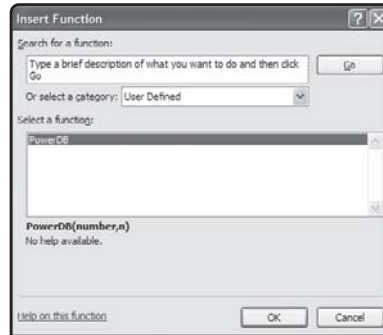 Insert Function
Search for a function:
Type a brief description of what you want to do and then click
Go
Go
Or select a category: User Defined
Select a function:
PowerDB
PowerDB(number,n)
No help available.
Help on this function
OK
Cancel